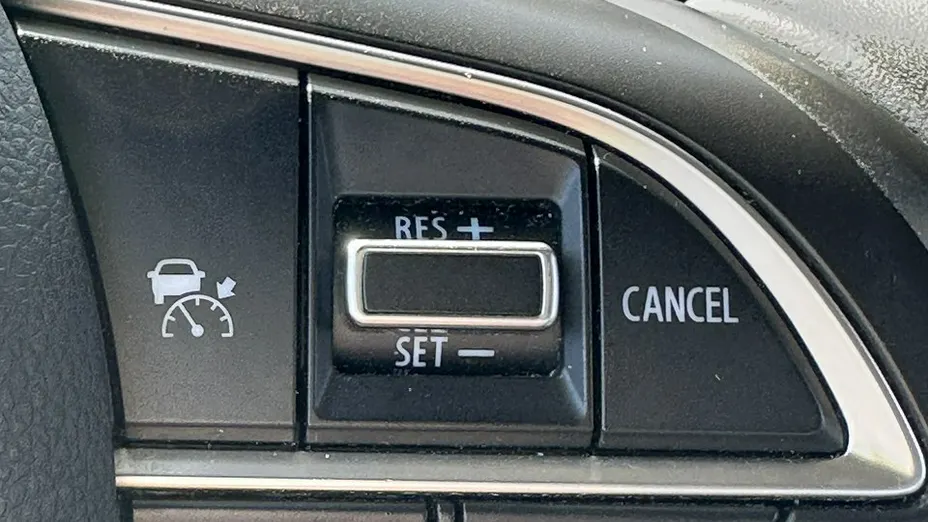 RES +
SET –
CANCEL